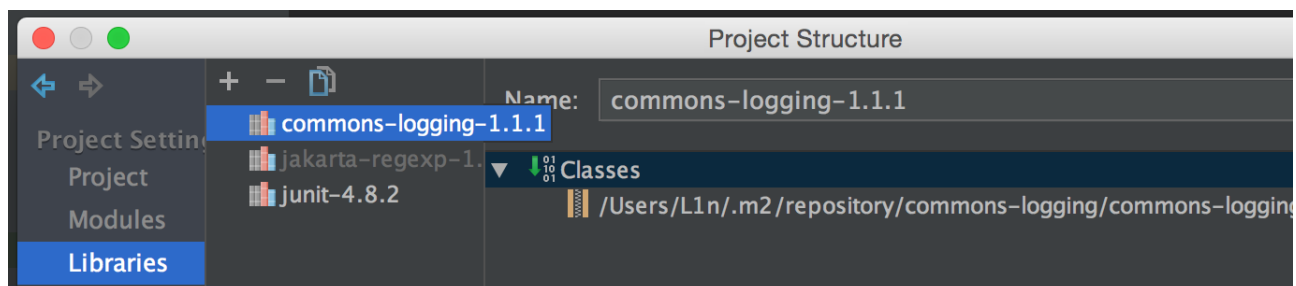 Project Structure
Name:
commons-logging-1.1.1
Project Settin
commons-logging-1.1.1
jakarta-regexp-1.
junit-4.8.2
Project
Modules
Libraries
Classes
/Users/L1n/.m2/repository/commons-logging/commons-logging